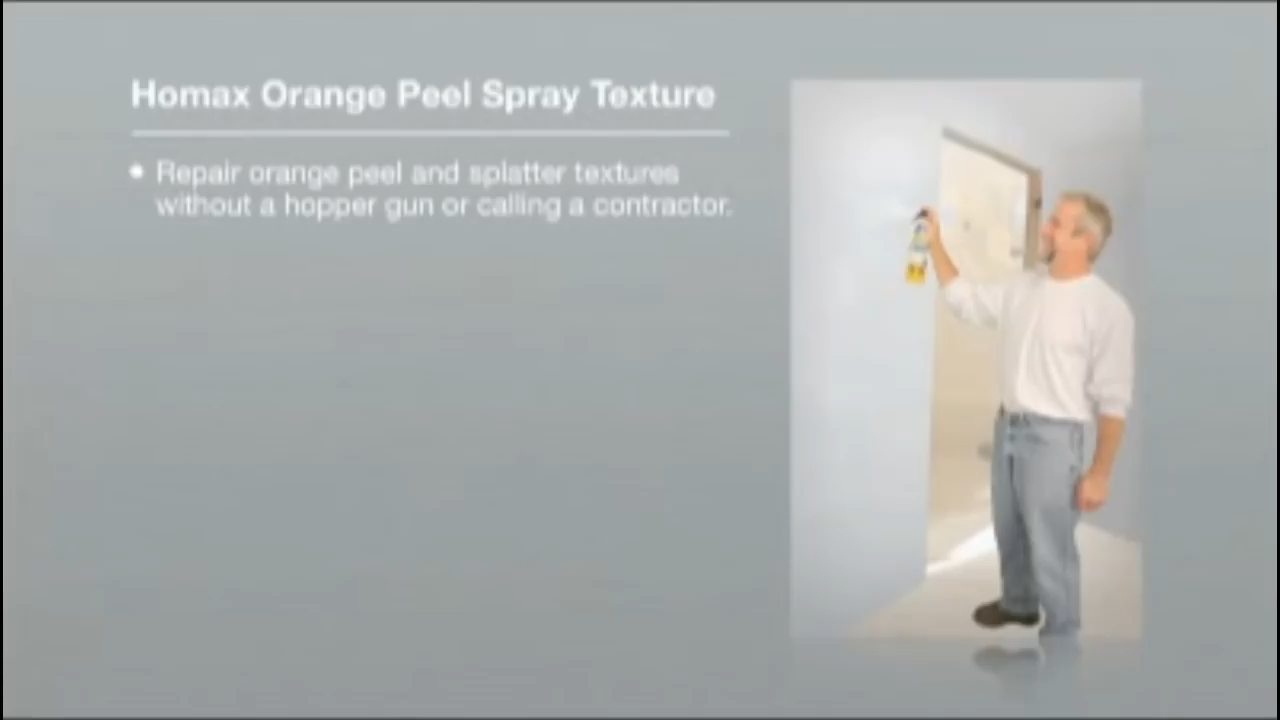 Homax Orange Peel Spray Texture
• Repair orange peel and splatter textures
without a hopper gun or calling a contractor.